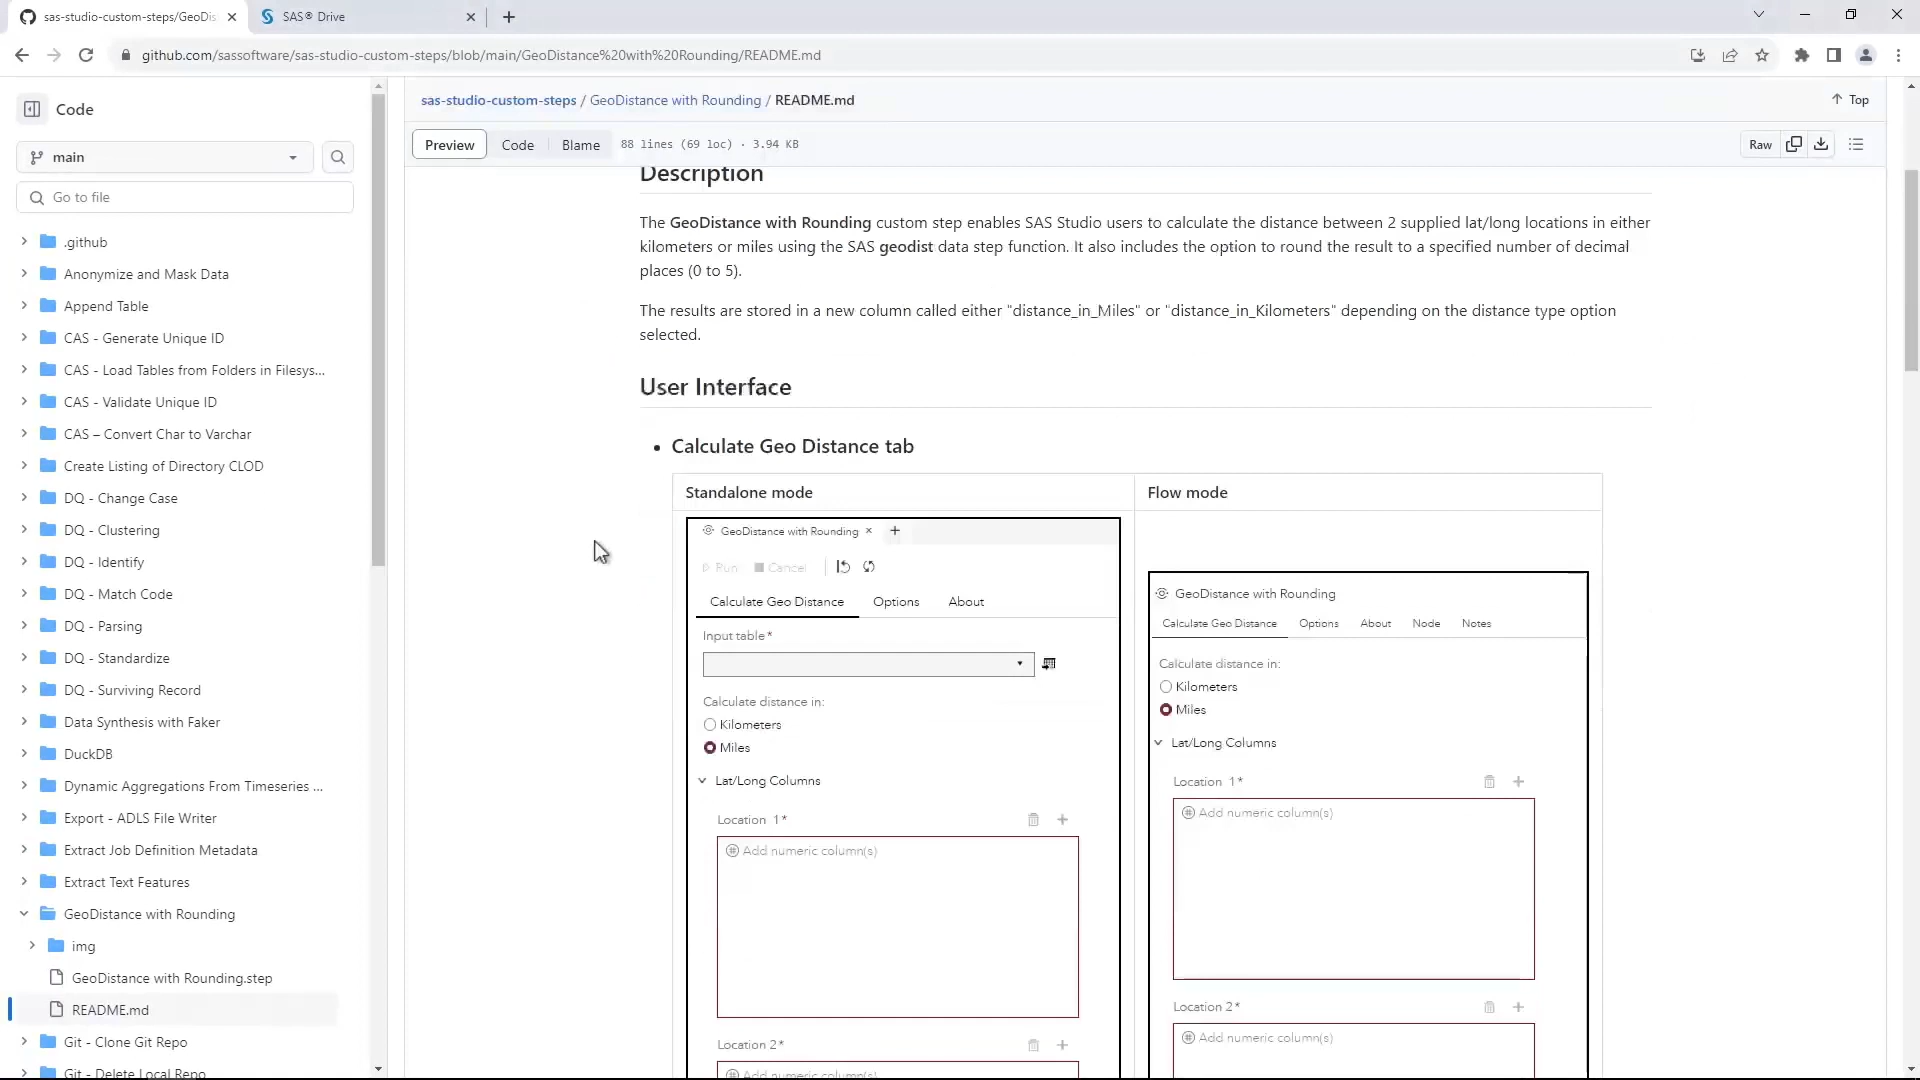 sas-studio-custom-steps/GeoDis
SAS® Drive
github.com/sassoftware/sas-studio-custom-steps/blob/main/GeoDistance%20with%20Rounding/README.md
Code
main
Go to file
.github
Anonymize and Mask Data
Append Table
CAS - Generate Unique ID
CAS - Load Tables from Folders in Filesys...
CAS - Validate Unique ID
CAS – Convert Char to Varchar
Create Listing of Directory CLOD
DQ - Change Case
DQ - Clustering
DQ - Identify
DQ - Match Code
DQ - Parsing
DQ - Standardize
DQ - Surviving Record
Data Synthesis with Faker
DuckDB
Dynamic Aggregations From Timeseries ...
Export - ADLS File Writer
Extract Job Definition Metadata
Extract Text Features
GeoDistance with Rounding
img
GeoDistance with Rounding.step
README.md
Git - Clone Git Repo
Git - Delete Local Repo
sas-studio-custom-steps / GeoDistance with Rounding / README.md
Top
Preview Code Blame 88 lines (69 loc) · 3.94 KB
Raw
Description
The GeoDistance with Rounding custom step enables SAS Studio users to calculate the distance between 2 supplied lat/long locations in either
kilometers or miles using the SAS geodist data step function. It also includes the option to round the result to a specified number of decimal
places (0 to 5).
The results are stored in a new column called either "distance_in_Miles" or "distance_in_Kilometers" depending on the distance type option
selected.
User Interface
• Calculate Geo Distance tab
Standalone mode
GeoDistance with Rounding
Run Cancel
Calculate Geo Distance Options About
Input table*
Calculate distance in:
Kilometers
Miles
Lat/Long Columns
Location 1*
Add numeric column(s)
Location 2*
Add numeric column(s)
Flow mode
GeoDistance with Rounding
Calculate Geo Distance Options About Node Notes
Calculate distance in:
Kilometers
Miles
Lat/Long Columns
Location 1*
Add numeric column(s)
Location 2*
Add numeric column(s)